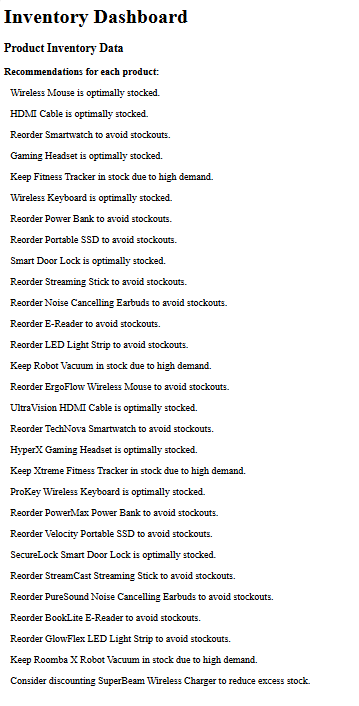 Inventory Dashboard
Product Inventory Data
Recommendations for each product:
Wireless Mouse is optimally stocked.
HDMI Cable is optimally stocked.
Reorder Smartwatch to avoid stockouts.
Gaming Headset is optimally stocked.
Keep Fitness Tracker in stock due to high demand.
Wireless Keyboard is optimally stocked.
Reorder Power Bank to avoid stockouts.
Reorder Portable SSD to avoid stockouts.
Smart Door Lock is optimally stocked.
Reorder Streaming Stick to avoid stockouts.
Reorder Noise Cancelling Earbuds to avoid stockouts.
Reorder E-Reader to avoid stockouts.
Reorder LED Light Strip to avoid stockouts.
Keep Robot Vacuum in stock due to high demand.
Reorder ErgoFlow Wireless Mouse to avoid stockouts.
UltraVision HDMI Cable is optimally stocked.
Reorder TechNova Smartwatch to avoid stockouts.
HyperX Gaming Headset is optimally stocked.
Keep Xtreme Fitness Tracker in stock due to high demand.
ProKey Wireless Keyboard is optimally stocked.
Reorder PowerMax Power Bank to avoid stockouts.
Reorder Velocity Portable SSD to avoid stockouts.
SecureLock Smart Door Lock is optimally stocked.
Reorder StreamCast Streaming Stick to avoid stockouts.
Reorder PureSound Noise Cancelling Earbuds to avoid stockouts.
Reorder BookLite E-Reader to avoid stockouts.
Reorder GlowFlex LED Light Strip to avoid stockouts.
Keep Roomba X Robot Vacuum in stock due to high demand.
Consider discounting SuperBeam Wireless Charger to reduce excess stock.